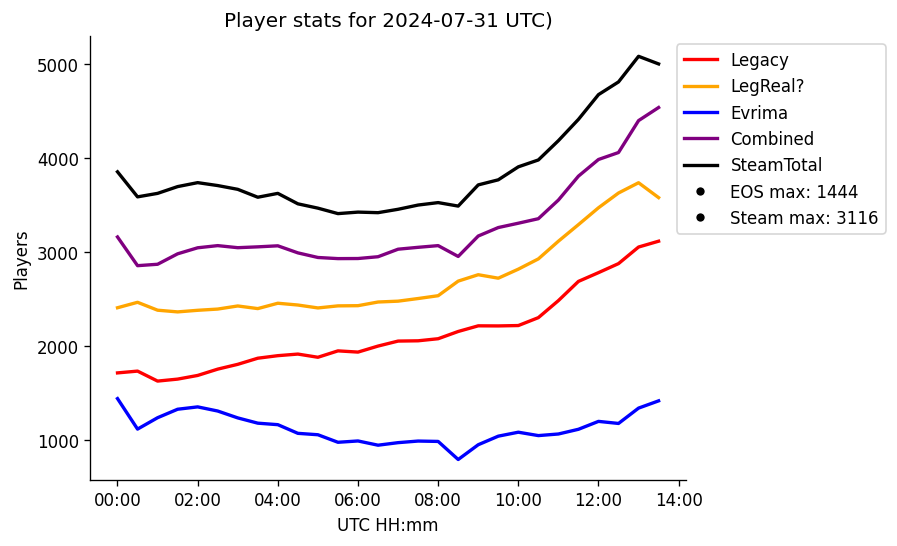 Player stats for 2024-07-31 UTC)
5000
4000
3000
2000
1000
Players
00:00 02:00 04:00 06:00 08:00 10:00 12:00 14:00
UTC HH:mm
Legacy
LegReal?
Evrima
Combined
SteamTotal
EOS max: 1444
Steam max: 3116